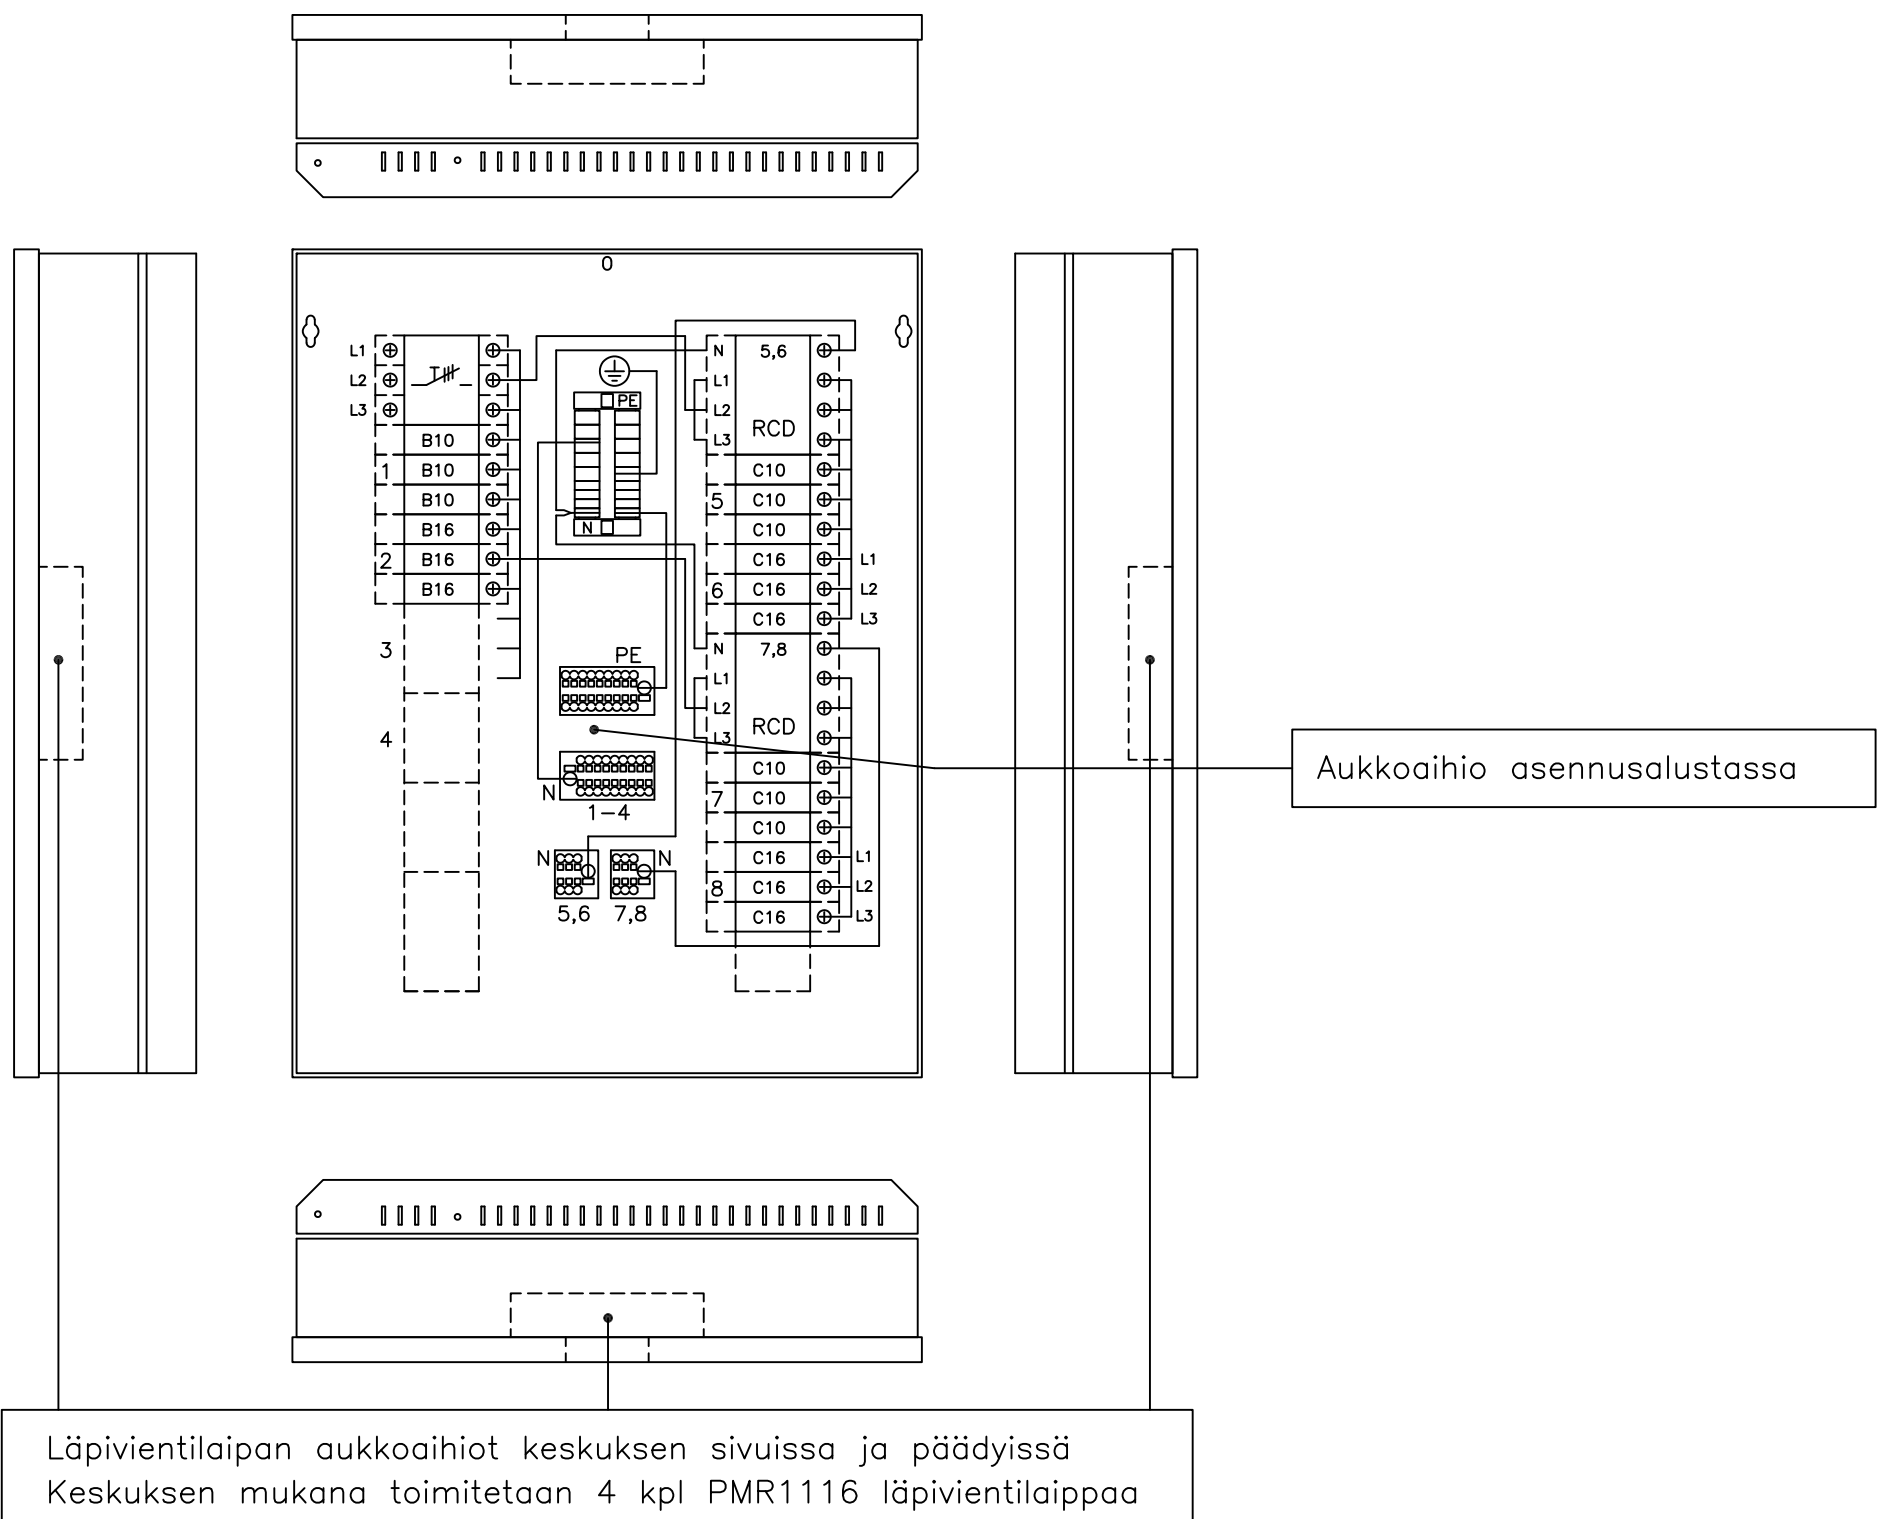 0
L1
L2
L3
T
B10
1 B10
B10
B16
2 B16
B16
3
4
PE
N
PE
N
1-4
N
5,6
N
7,8
N 5,6
L1
L2
L3 RCD
C10
5 C10
C10
C16 L1
6 C16 L2
C16 L3
N 7,8
L1
L2
L3 RCD
C10
7 C10
C10
C16 L1
8 C16 L2
C16 L3
Aukkoaihio asennusalustassa
Läpivientilaipan aukkoaihiot keskuksen sivuissa ja päädyissä
Keskuksen mukana toimitetaan 4 kpl PMR1116 läpivientilaippaa